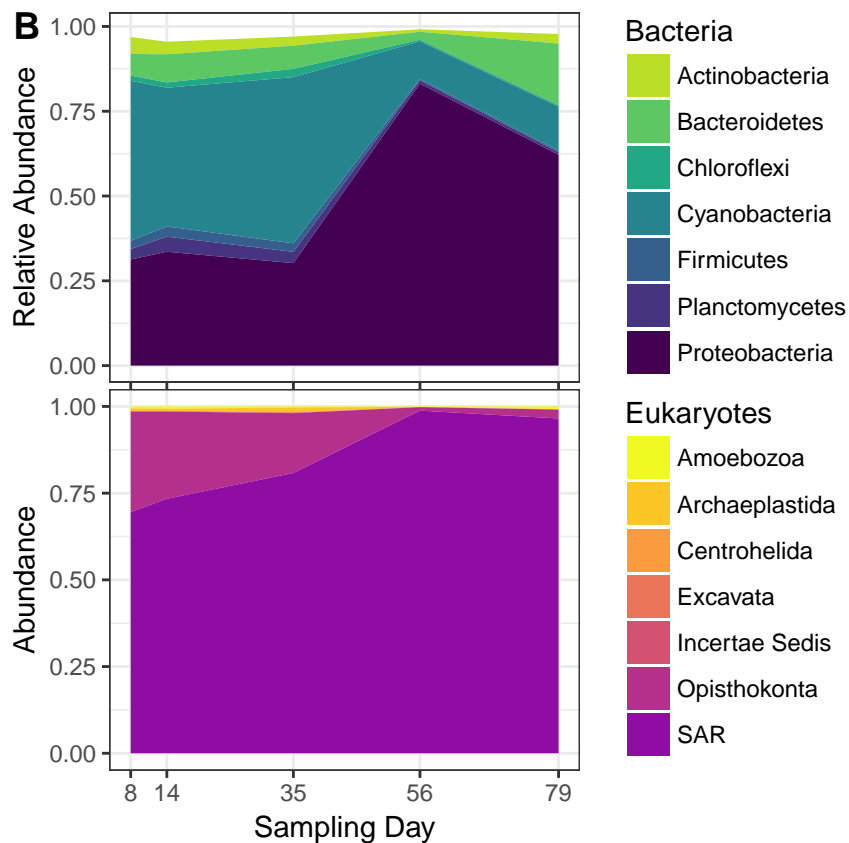 B
Relative Abundance
1.00
0.75
0.50
0.25
0.00
Bacteria
Actinobacteria
Bacteroidetes
Chloroflexi
Cyanobacteria
Firmicutes
Planctomycetes
Proteobacteria
Abundance
1.00
0.75
0.50
0.25
0.00
8 14 35 56 79
Sampling Day
Eukaryotes
Amoebozoa
Archaeplastida
Centrohelida
Excavata
Incertae Sedis
Opisthokonta
SAR